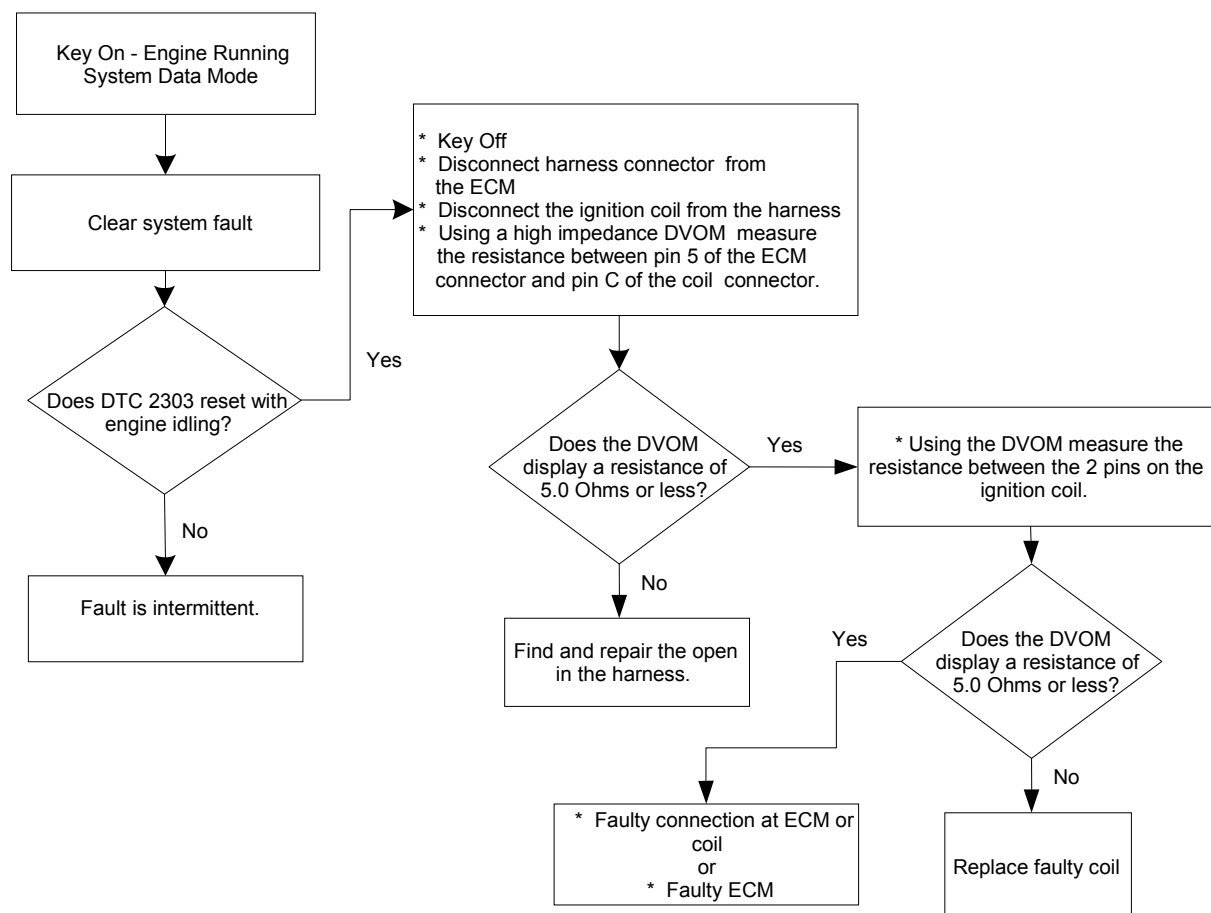 Key On - Engine Running
System Data Mode
Clear system fault
Does DTC 2303 reset with
engine idling?
Yes
No
Fault is intermittent.
* Key Off
* Disconnect harness connector from
the ECM
* Disconnect the ignition coil from the harness
* Using a high impedance DVOM measure
the resistance between pin 5 of the ECM
connector and pin C of the coil connector.
Does the DVOM
display a resistance of
5.0 Ohms or less?
Yes
No
Find and repair the open
in the harness.
* Using the DVOM measure the
resistance between the 2 pins on the
ignition coil.
Does the DVOM
display a resistance of
5.0 Ohms or less?
Yes
No
* Faulty connection at ECM or
coil
or
* Faulty ECM
Replace faulty coil